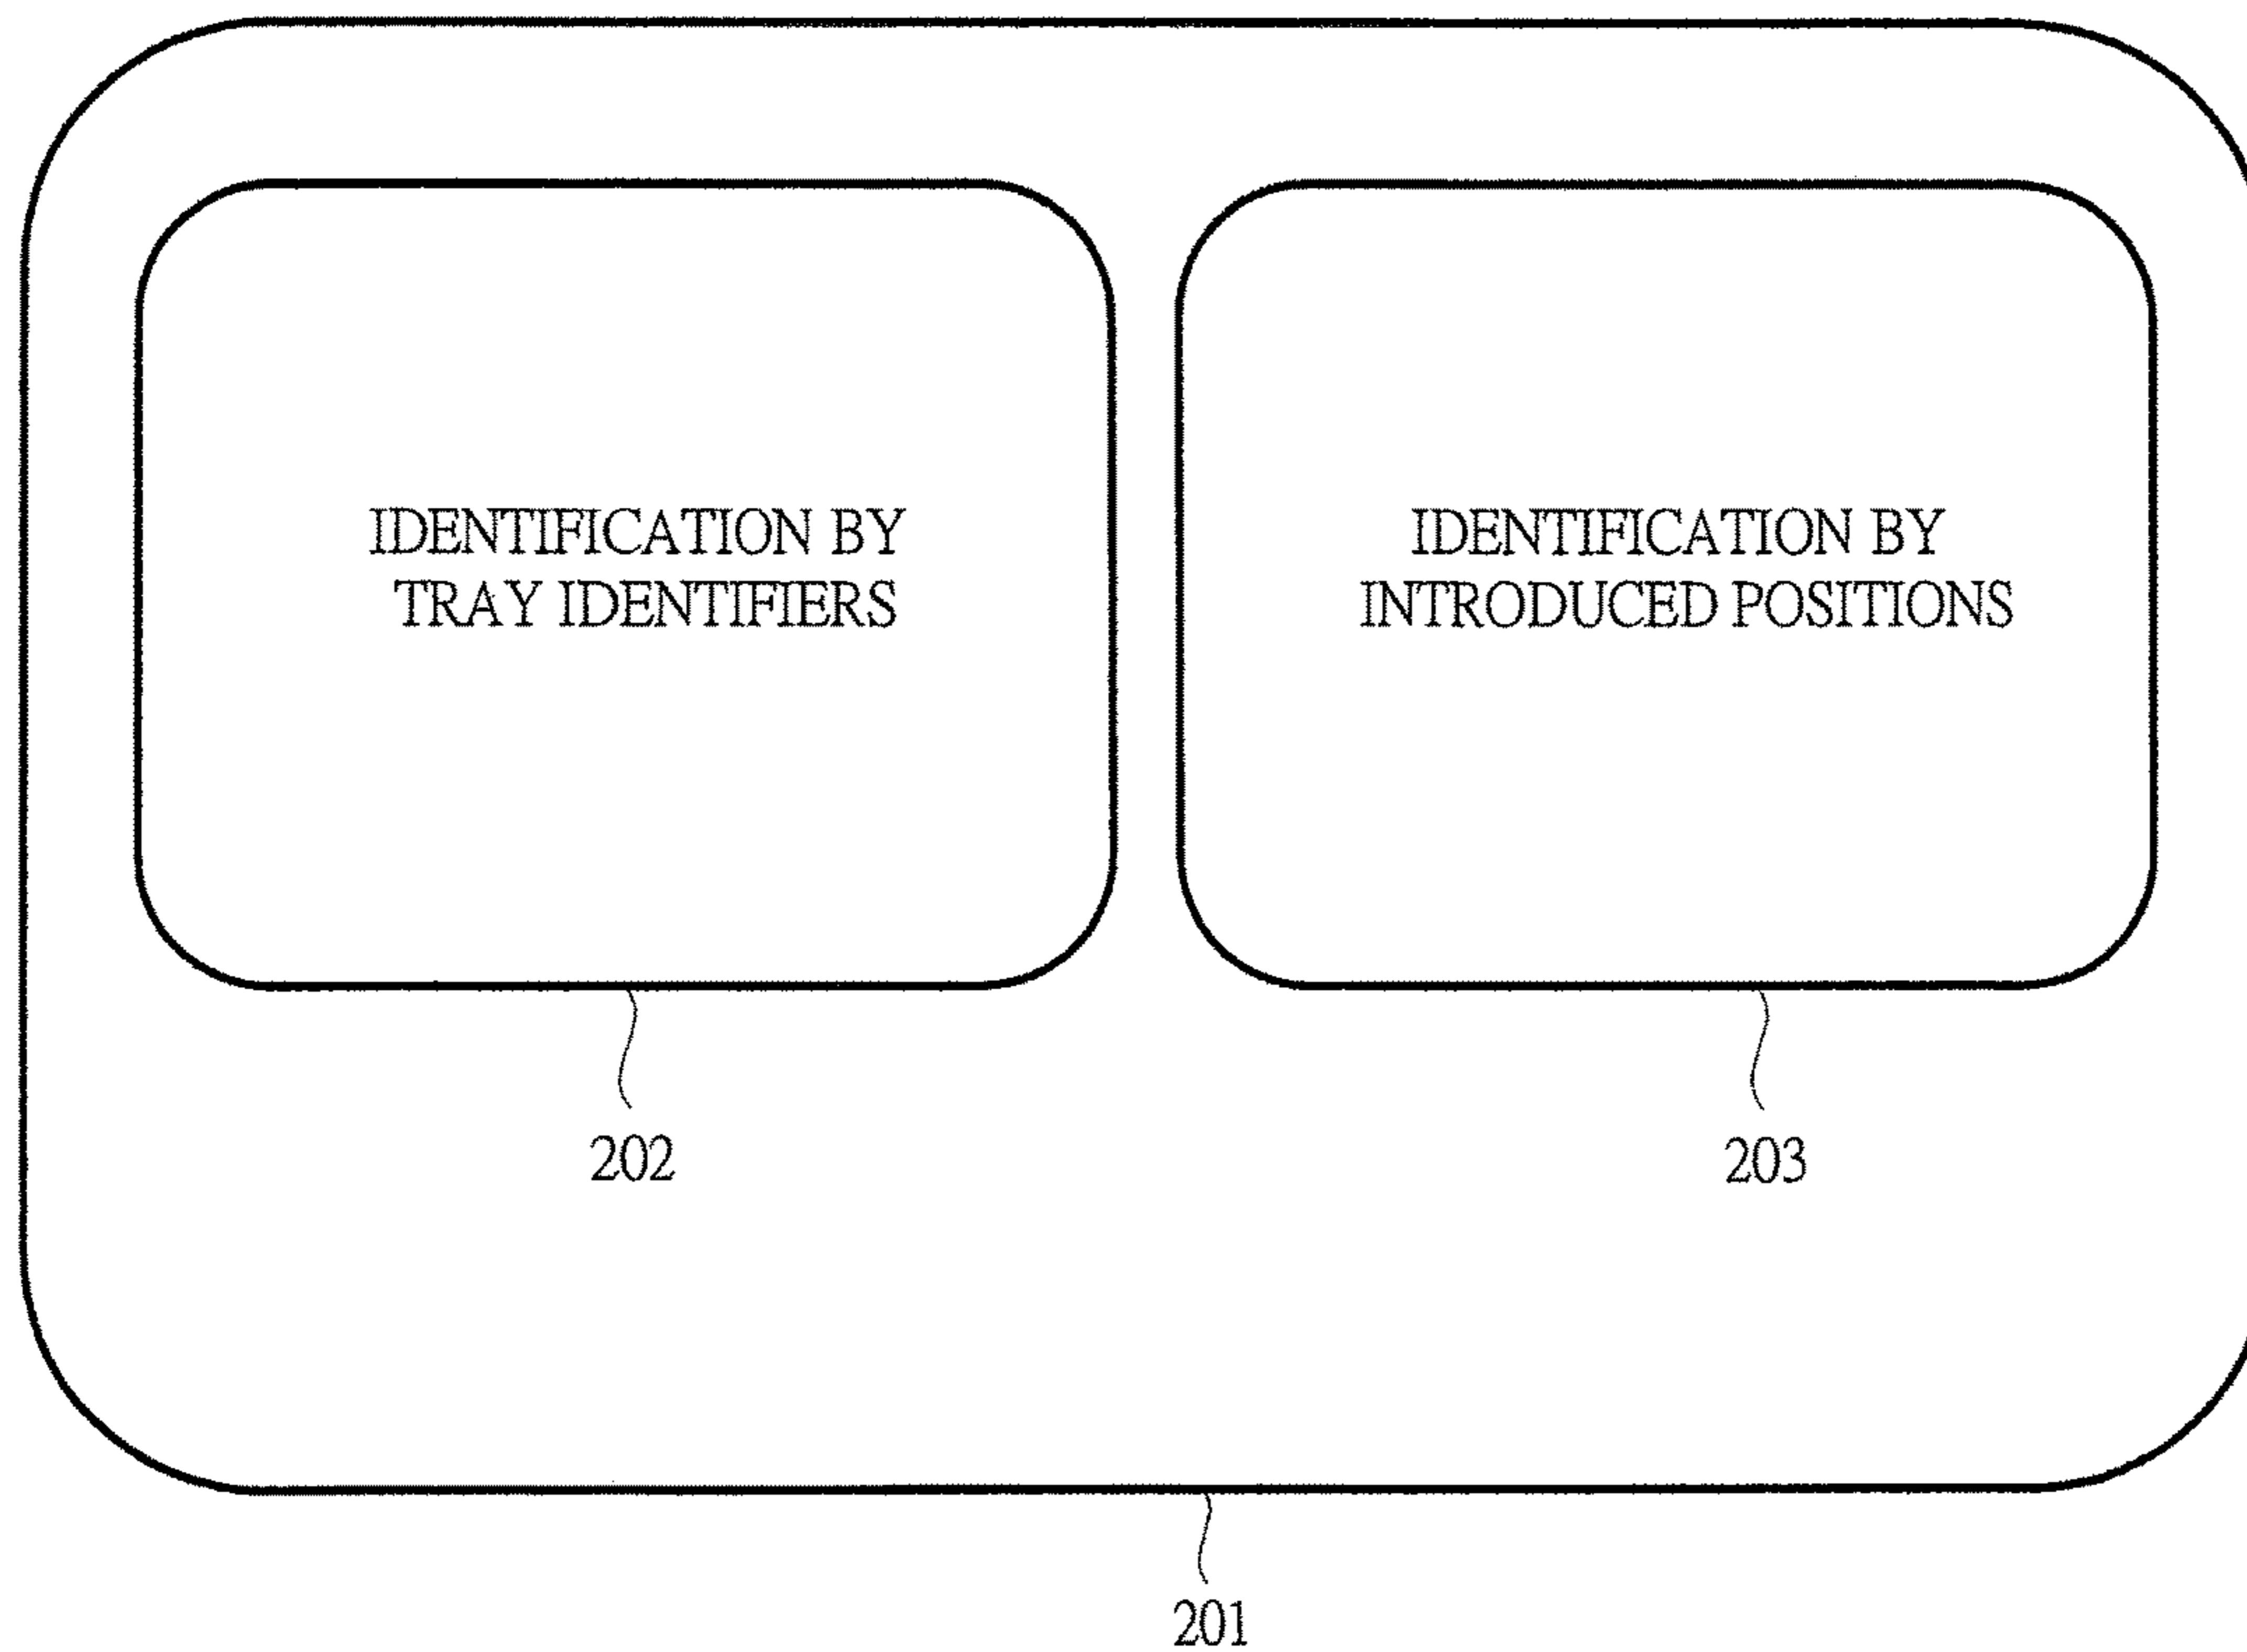 IDENTIFICATION BY
TRAY IDENTIFIERS
IDENTIFICATION BY
INTRODUCED POSITIONS
202
203
201